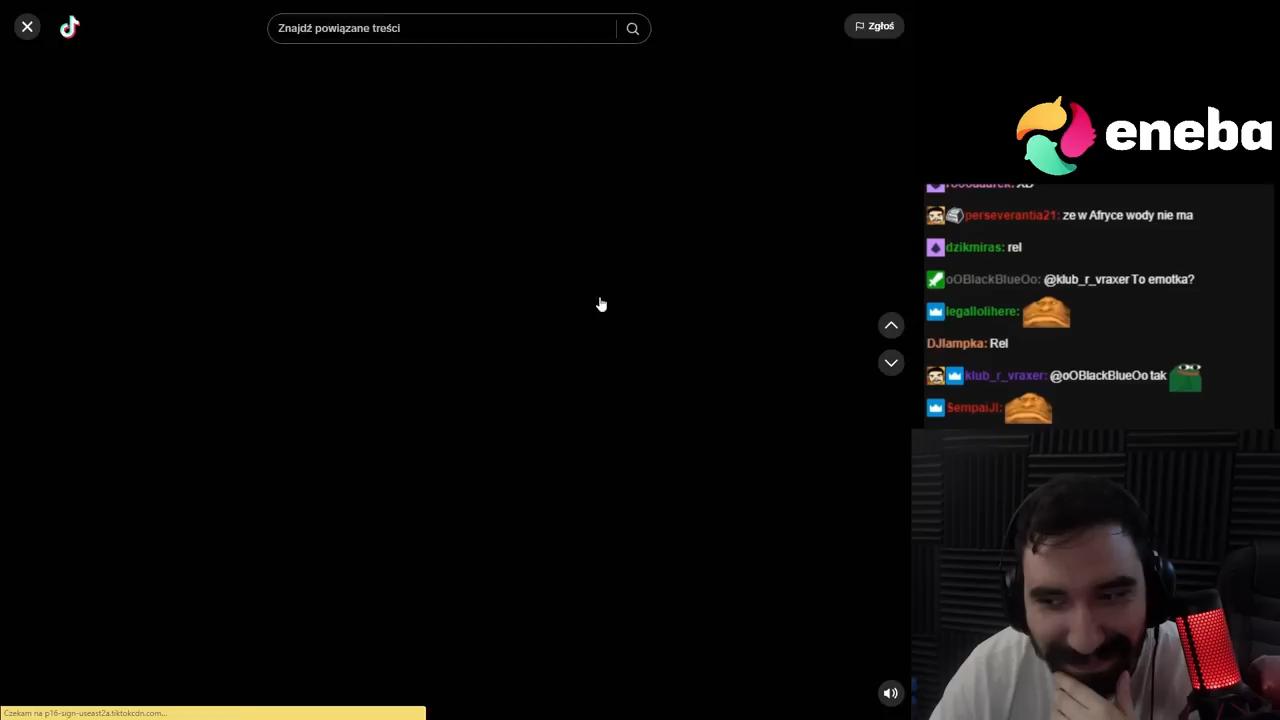 Znajdź powiązane treści
Zgłoś
eneba
perseverantia21: ze w Afryce wody nie ma
dzikmiras: rel
oOBlackBlueOo: @klub_r_vraxer To emotka?
legallolihere:
DJlampka: Rel
klub_r_vraxer: @oOBlackBlueOo tak
SempaiJI:
Czekam na p16-sign-useast2a.tiktokcdn.com...